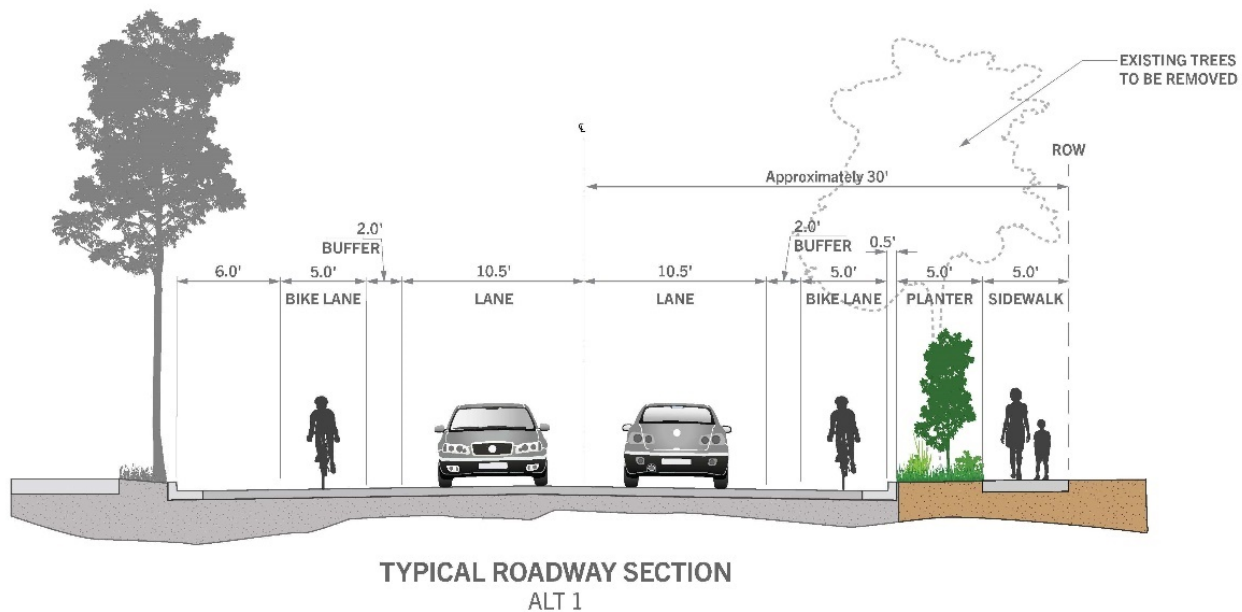 EXISTING TREES
TO BE REMOVED
℄
ROW
Approximately 30'
2.0'
BUFFER
2.0'
BUFFER
0.5'
6.0'
5.0'
10.5'
10.5'
5.0'
5.0'
5.0'
BIKE LANE
LANE
LANE
BIKE LANE
PLANTER
SIDEWALK
TYPICAL ROADWAY SECTION
ALT 1